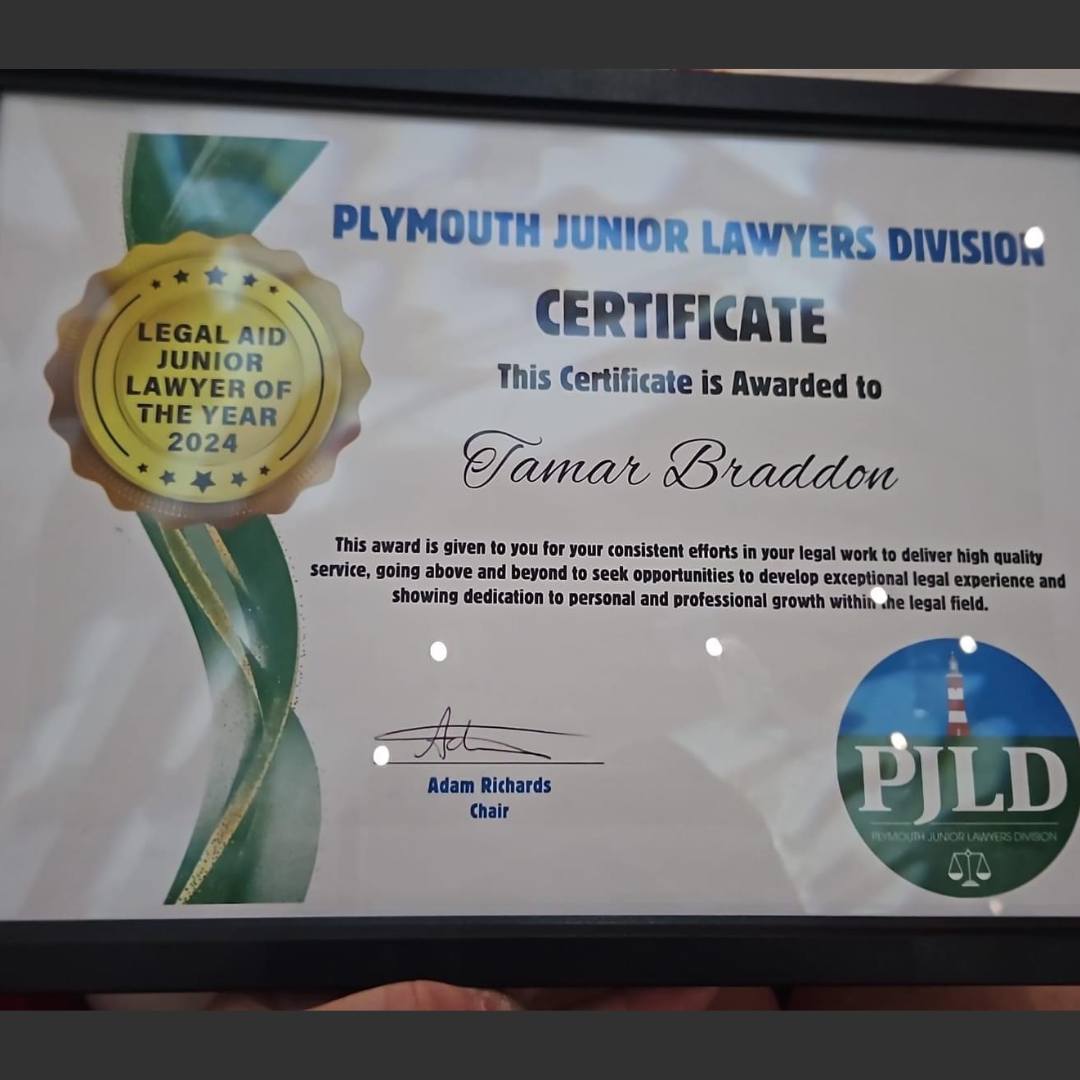 PLYMOUTH JUNIOR LAWYERS DIVISION
CERTIFICATE
This Certificate is Awarded to
Tamar Braddon
LEGAL AID
JUNIOR
LAWYER OF
THE YEAR
2024
This award is given to you for your consistent efforts in your legal work to deliver high quality
service, going above and beyond to seek opportunities to develop exceptional legal experience and
showing dedication to personal and professional growth within the legal field.
Adam Richards
Chair
PJLD
PLYMOUTH JUNIOR LAWYERS DIVISION